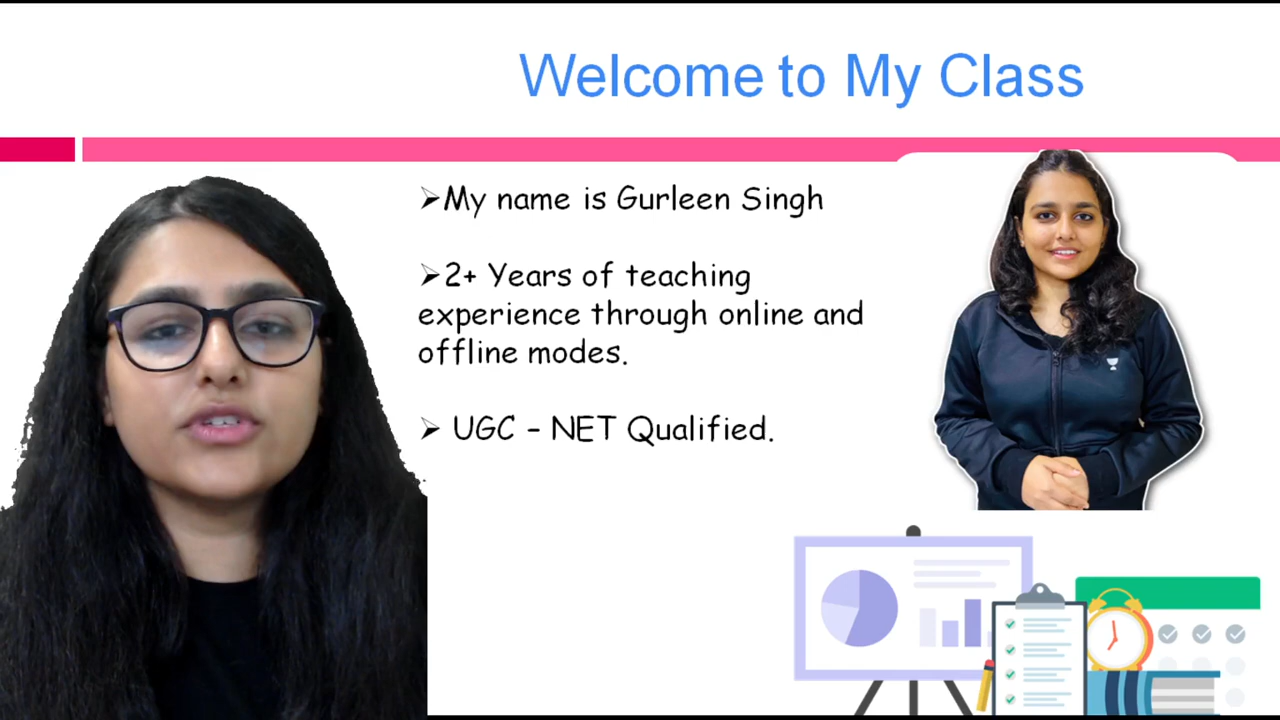 Welcome to My Class
➢My name is Gurleen Singh
➢2+ Years of teaching
experience through online and
offline modes.
➢ UGC – NET Qualified.